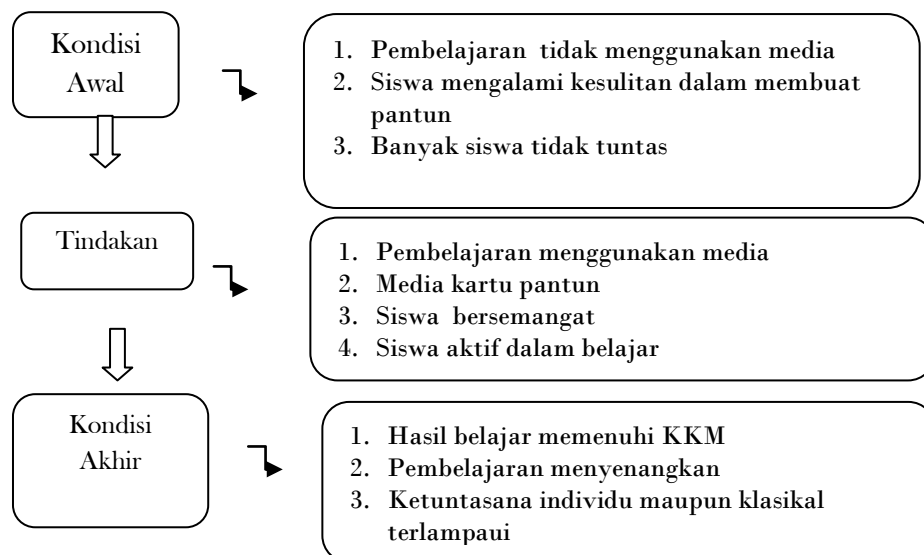 Kondisi
Awal
1. Pembelajaran tidak menggunakan media
2. Siswa mengalami kesulitan dalam membuat
pantun
3. Banyak siswa tidak tuntas
Tindakan
1. Pembelajaran menggunakan media
2. Media kartu pantun
3. Siswa bersemangat
4. Siswa aktif dalam belajar
Kondisi
Akhir
1. Hasil belajar memenuhi KKM
2. Pembelajaran menyenangkan
3. Ketuntasana individu maupun klasikal
terlampaui